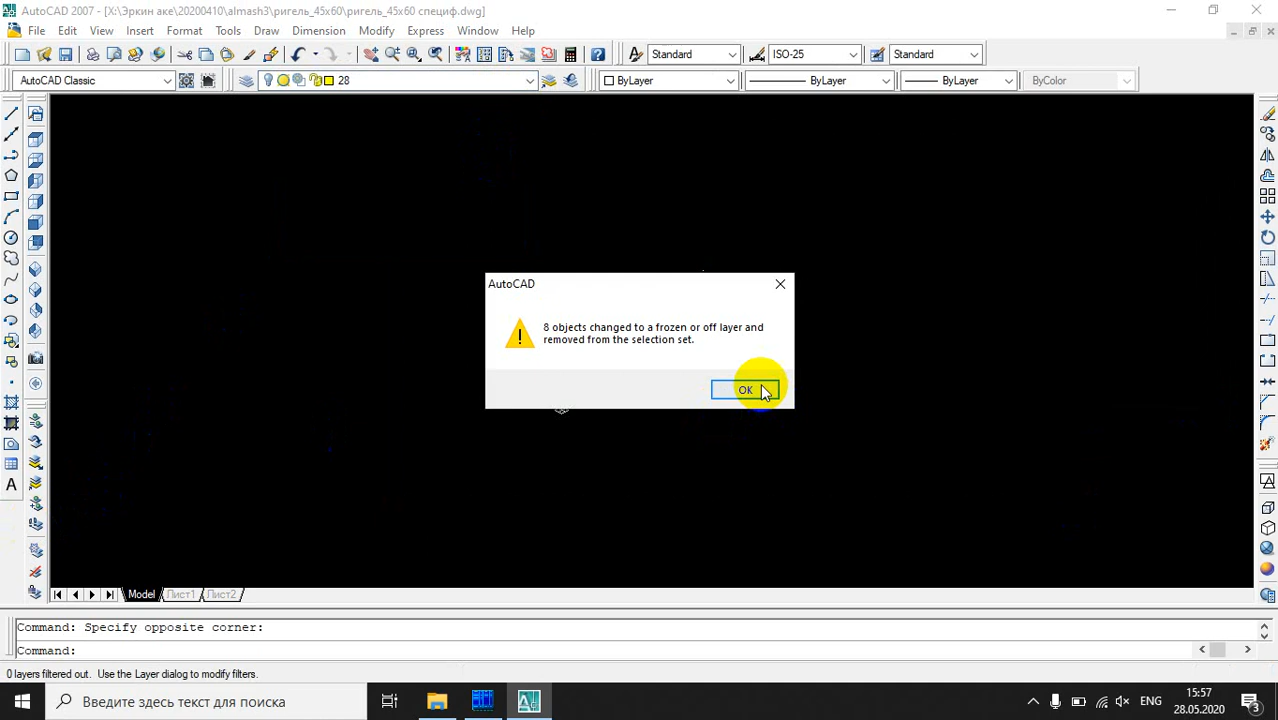 AutoCAD 2007 - [X:\Эркин аке\20200410\almash3\ригель_45х60\ригель_45х60 специф.dwg]
File Edit View Insert Format Tools Draw Dimension Modify Express Window Help
Standard ISO-25 Standard
AutoCAD Classic 28 ByLayer ByLayer ByLayer ByColor
AutoCAD
8 objects changed to a frozen or off layer and
removed from the selection set.
OK
A
Model Лист1 Лист2
Command: Specify opposite corner:
Command:
0 layers filtered out. Use the Layer dialog to modify filters.
Введите здесь текст для поиска
ENG
15:57
28.05.2020
3